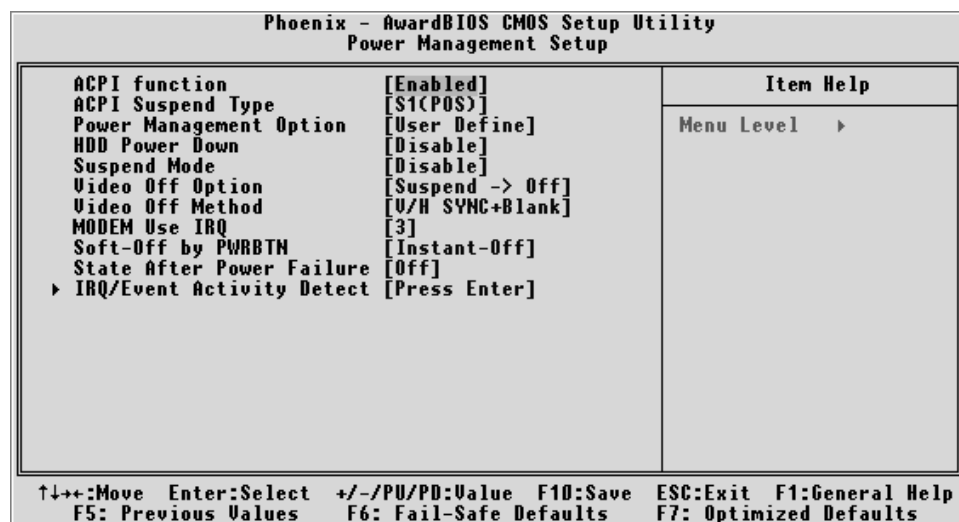 Phoenix - AwardBIOS CMOS Setup Utility
Power Management Setup
ACPI function [Enabled]
ACPI Suspend Type [S1(POS)]
Power Management Option [User Define]
HDD Power Down [Disable]
Suspend Mode [Disable]
Video Off Option [Suspend -> Off]
Video Off Method [V/H SYNC+Blank]
MODEM Use IRQ [3]
Soft-Off by PWRBTN [Instant-Off]
State After Power Failure [Off]
▸ IRQ/Event Activity Detect [Press Enter]
Item Help
Menu Level ▸
↑↓→←:Move Enter:Select +/-/PU/PD:Value F10:Save ESC:Exit F1:General Help
F5: Previous Values F6: Fail-Safe Defaults F7: Optimized Defaults